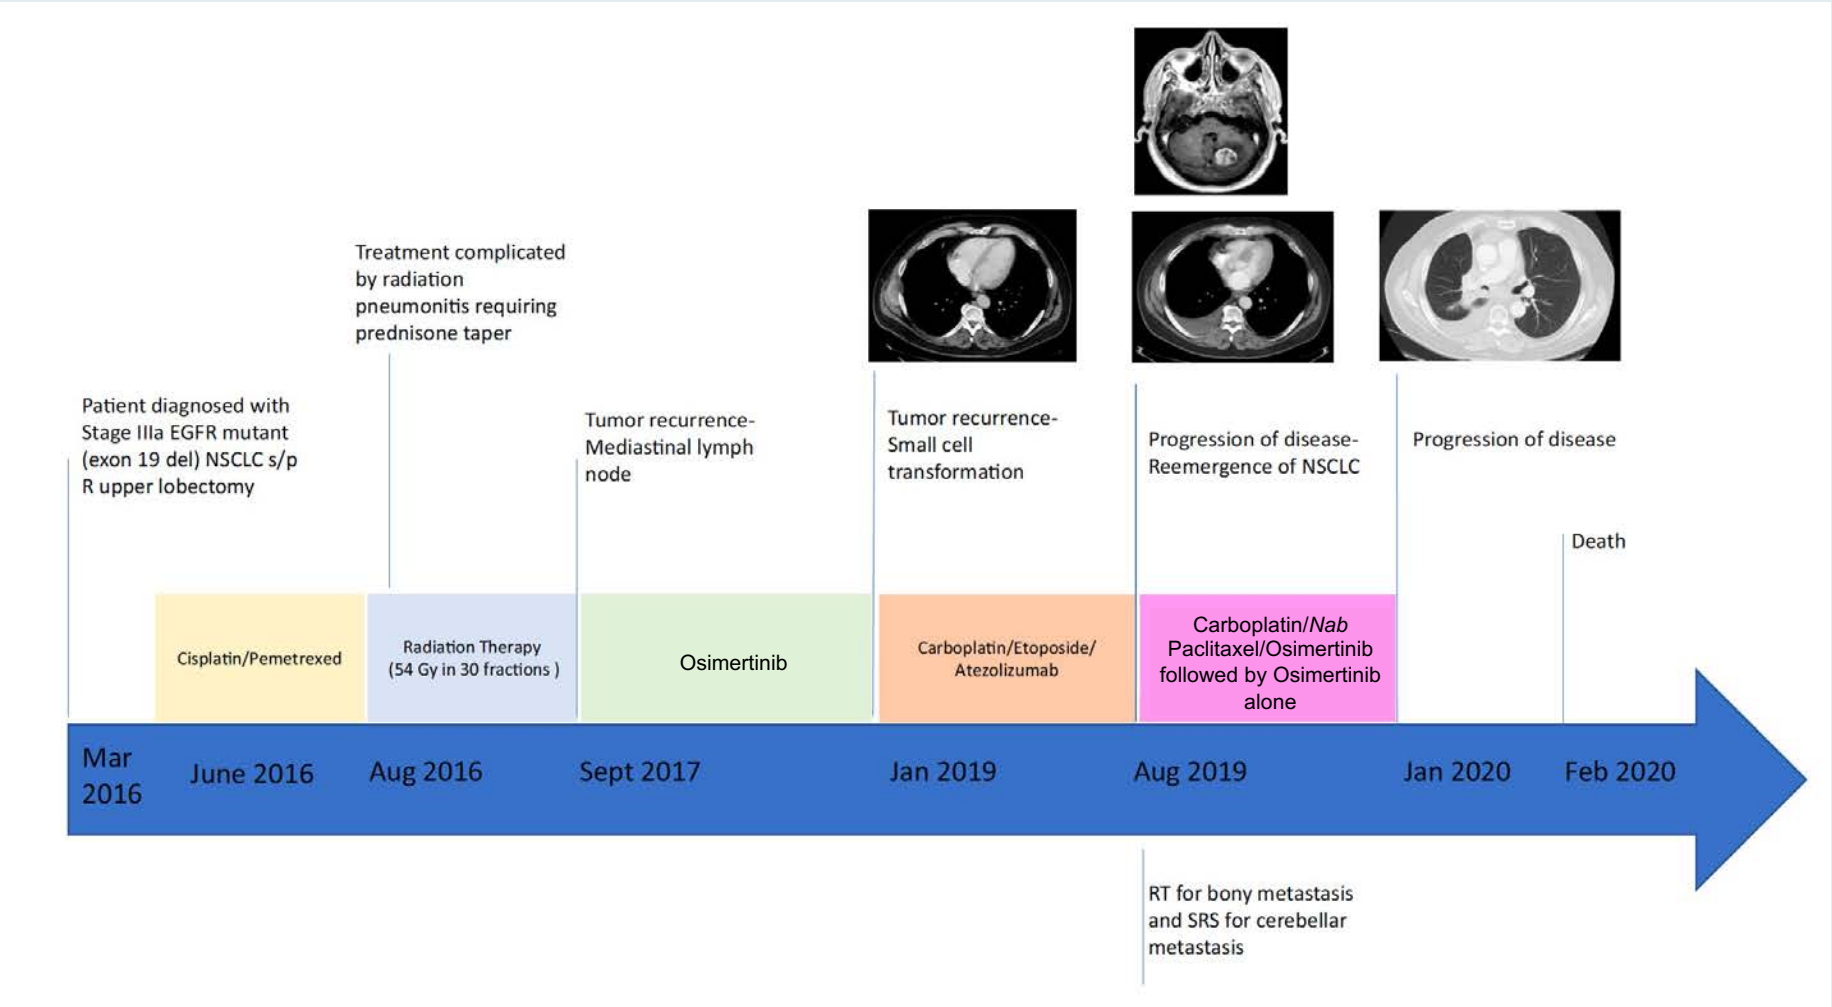 Treatment complicated
by radiation
pneumonitis requiring
prednisone taper
Patient diagnosed with
Stage IIIa EGFR mutant
(exon 19 del) NSCLC s/p
R upper lobectomy
Tumor recurrence-
Mediastinal lymph
node
Tumor recurrence-
Small cell
transformation
Progression of disease-
Reemergence of NSCLC
Progression of disease
Death
Cisplatin/Pemetrexed
Radiation Therapy
(54 Gy in 30 fractions )
Osimertinib
Carboplatin/Etoposide/
Atezolizumab
Carboplatin/Nab
Paclitaxel/Osimertinib
followed by Osimertinib
alone
Mar
2016
June 2016
Aug 2016
Sept 2017
Jan 2019
Aug 2019
Jan 2020
Feb 2020
RT for bony metastasis
and SRS for cerebellar
metastasis